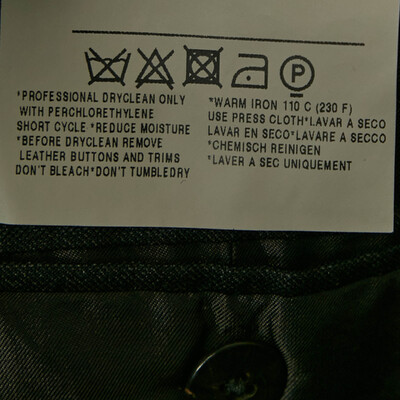 P
*PROFESSIONAL DRYCLEAN ONLY
WITH PERCHLORETHYLENE
SHORT CYCLE *REDUCE MOISTURE
*BEFORE DRYCLEAN REMOVE
LEATHER BUTTONS AND TRIMS
DON'T BLEACH*DON'T TUMBLEDRY
*WARM IRON 110 C (230 F)
USE PRESS CLOTH*LAVAR A SECO
LAVAR EN SECO*LAVARE A SECCO
*CHEMISCH REINIGEN
*LAVER A SEC UNIQUEMENT